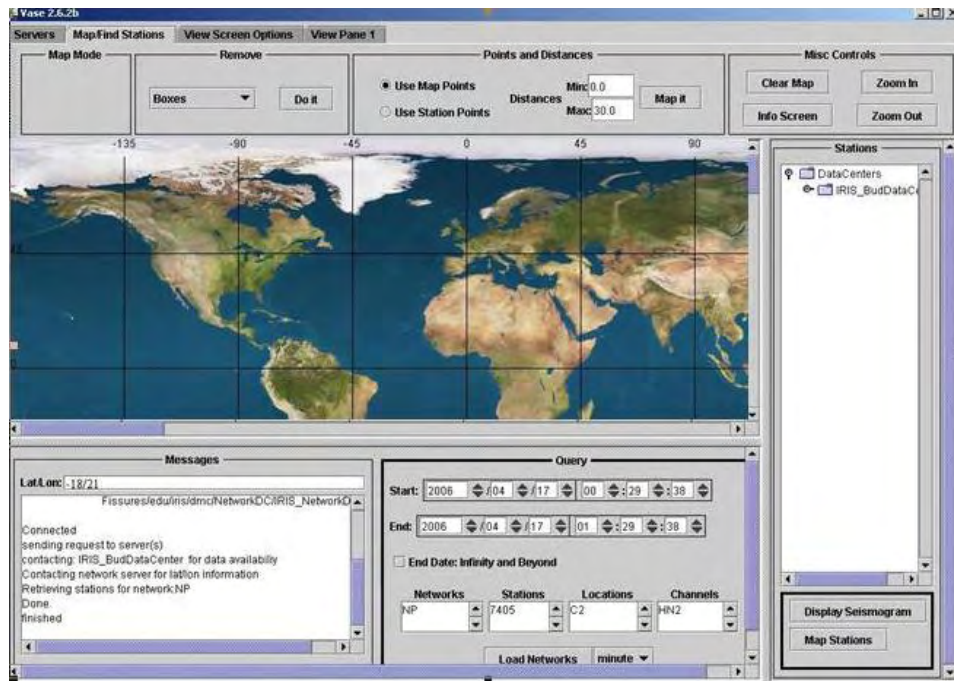 Vase 2.6.2b
Servers Map/Find Stations View Screen Options View Pane 1
Map Mode
Remove
Boxes Do it
Points and Distances
Use Map Points
Use Station Points
Distances
Min: 0.0
Max: 30.0
Map it
Misc Controls
Clear Map Zoom In
Info Screen Zoom Out
-135 -90 -45 0 45 90
0
Stations
DataCenters
IRIS_BudDataCe
Messages
Lat/Lon: -18/21
Fissures/edu/iris/dmc/NetworkDC/IRIS_NetworkD
Connected
sending request to server(s)
contacting: IRIS_BudDataCenter for data availabiliy
Contacting network server for lat/lon information
Retrieving stations for network:NP
Done.
finished
Query
Start: 2006 /04 /17 00 :29 :38
End: 2006 /04 /17 01 :29 :38
End Date: Infinity and Beyond
Networks Stations Locations Channels
NP 7405 C2 HN2
Load Networks minute
Display Seismogram
Map Stations